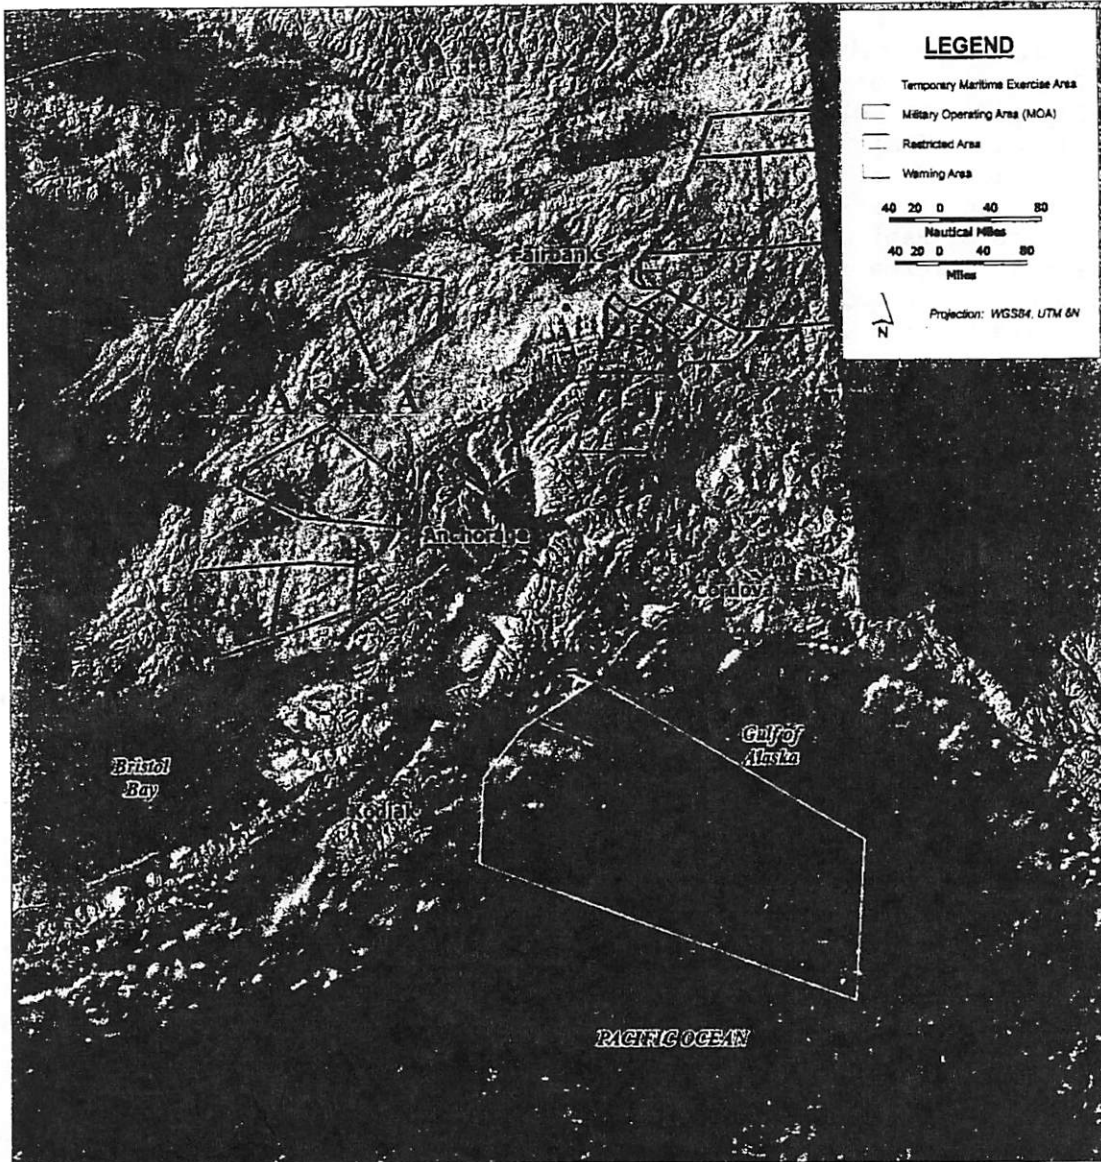 LEGEND
Temporary Maritime Exercise Area
Military Operating Area (MOA)
Restricted Area
Warning Area
40 20 0 40 80
Nautical Miles
40 20 0 40 80
Miles
N
Projection: WGS84, UTM 6N
Fairbanks
A S K A
Anchorage
Cordova
Gulf of
Alaska
Bristol
Bay
Kodiak
PACIFIC OCEAN